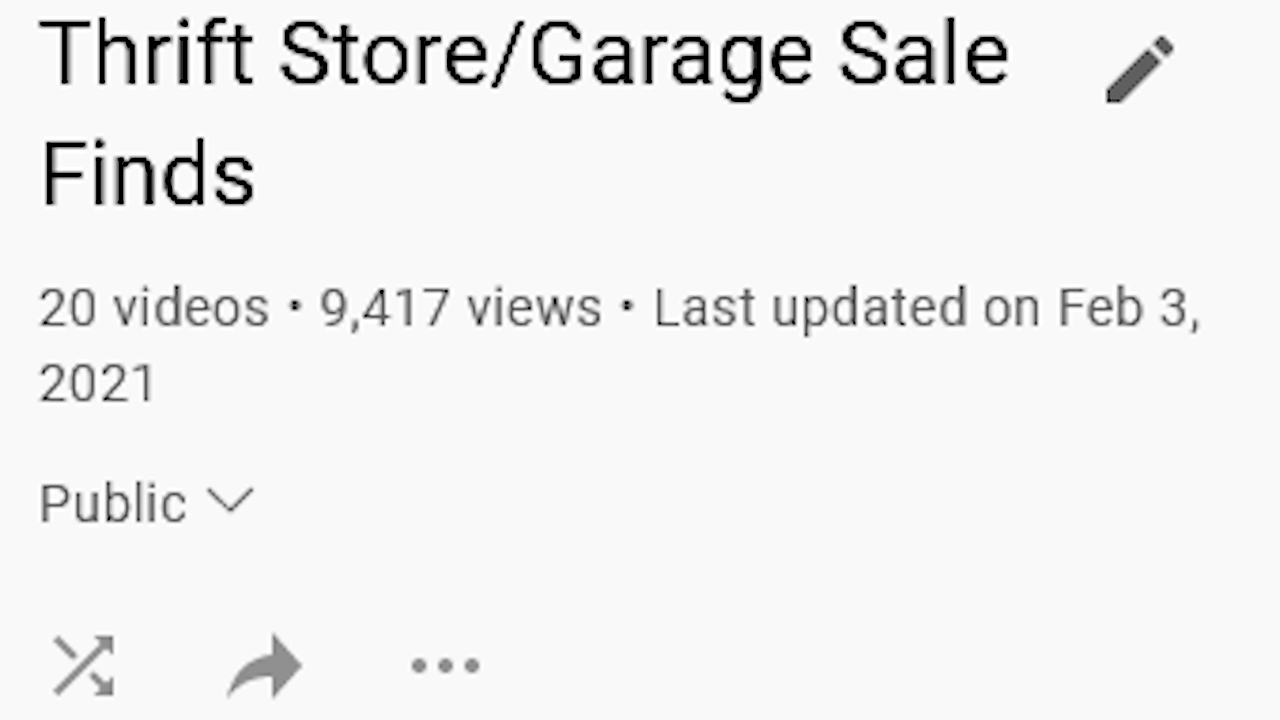 Thrift Store/Garage Sale
Finds
20 videos • 9,417 views • Last updated on Feb 3,
2021
Public